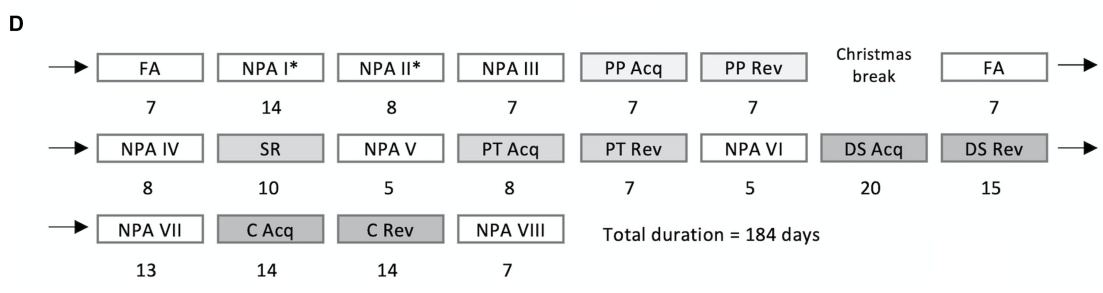 D
FA NPA I* NPA II* NPA III PP Acq PP Rev Christmas break FA
7 14 8 7 7 7 7
NPA IV SR NPA V PT Acq PT Rev NPA VI DS Acq DS Rev
8 10 5 8 7 5 20 15
NPA VII C Acq C Rev NPA VIII Total duration = 184 days
13 14 14 7